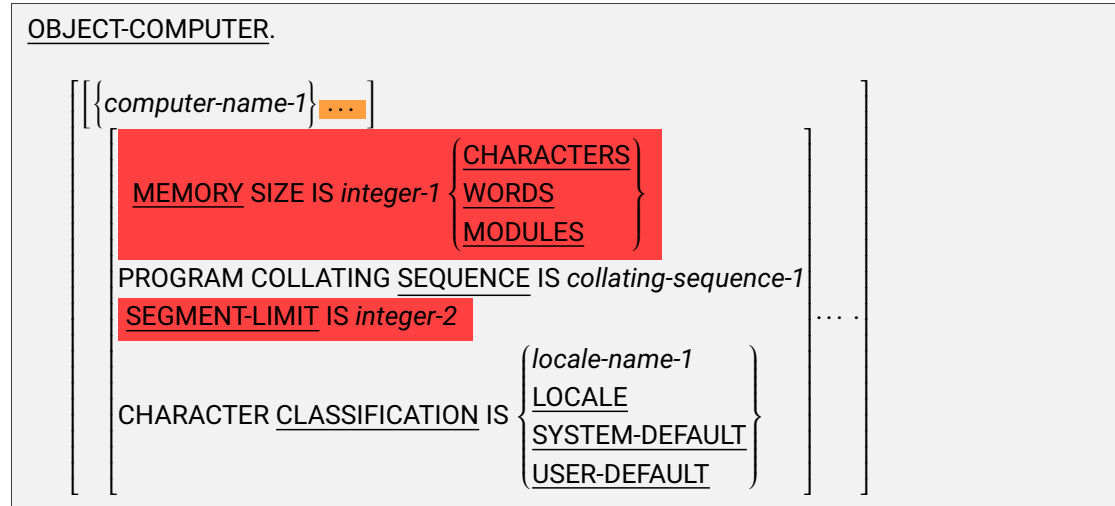 OBJECT-COMPUTER.
[[{computer-name-1} ... ]
[MEMORY SIZE IS integer-1 {CHARACTERS
WORDS
MODULES}
PROGRAM COLLATING SEQUENCE IS collating-sequence-1
SEGMENT-LIMIT IS integer-2
CHARACTER CLASSIFICATION IS {locale-name-1
LOCALE
SYSTEM-DEFAULT
USER-DEFAULT}] ... .]